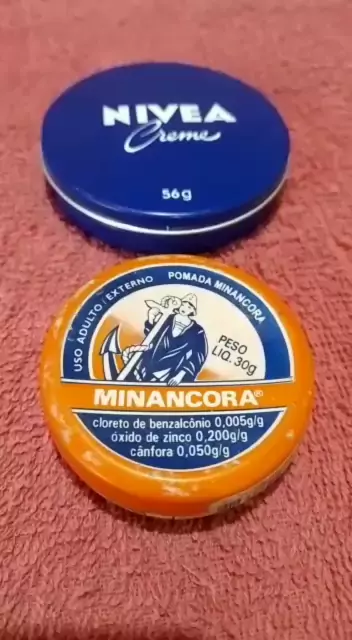 NIVEA
Creme
56g
USO ADULTO EXTERNO POMADA MINANCORA
PESO
LIQ. 30g
MINANCORA®
cloreto de benzalcônio 0,005g/g
óxido de zinco 0,200g/g
cânfora 0,050g/g